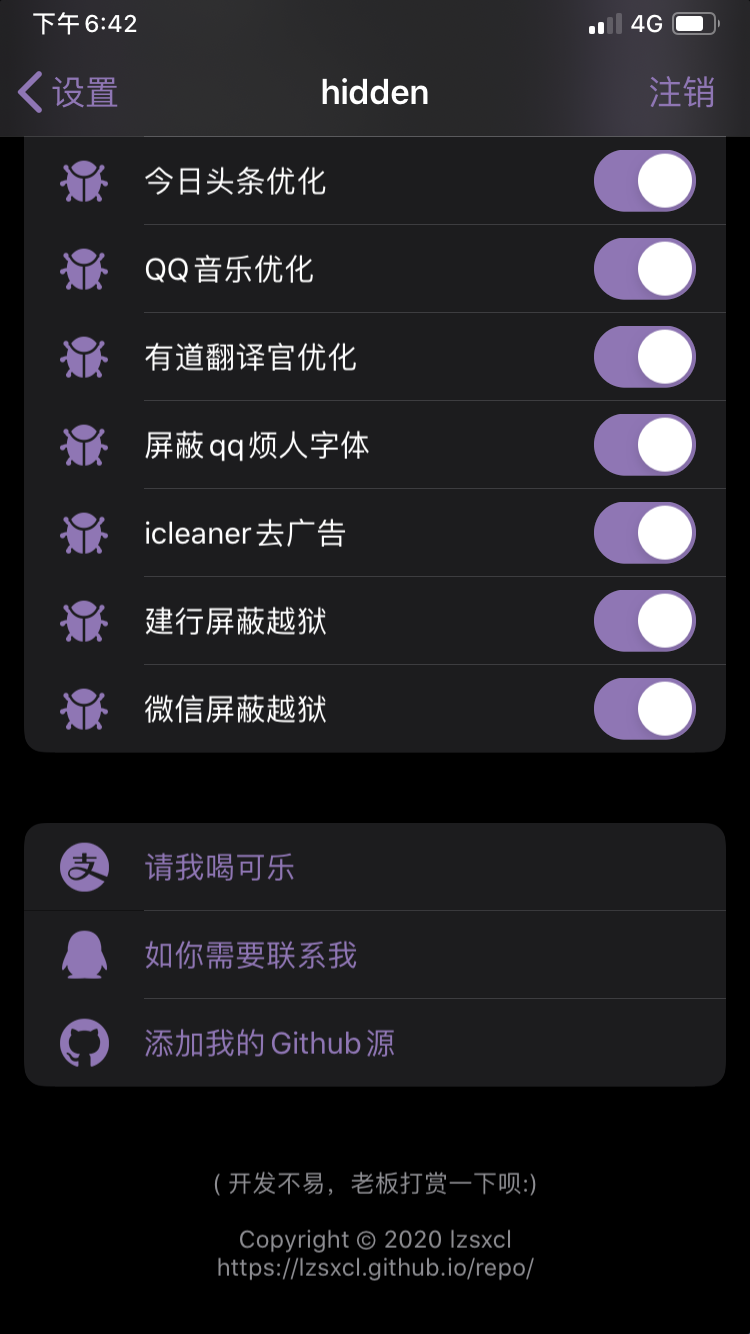 下午6:42 4G
设置 hidden 注销
今日头条优化
QQ音乐优化
有道翻译官优化
屏蔽qq烦人字体
icleaner去广告
建行屏蔽越狱
微信屏蔽越狱
支 请我喝可乐
如你需要联系我
添加我的Github源
( 开发不易，老板打赏一下呗:)
Copyright © 2020 lzsxcl
https://lzsxcl.github.io/repo/